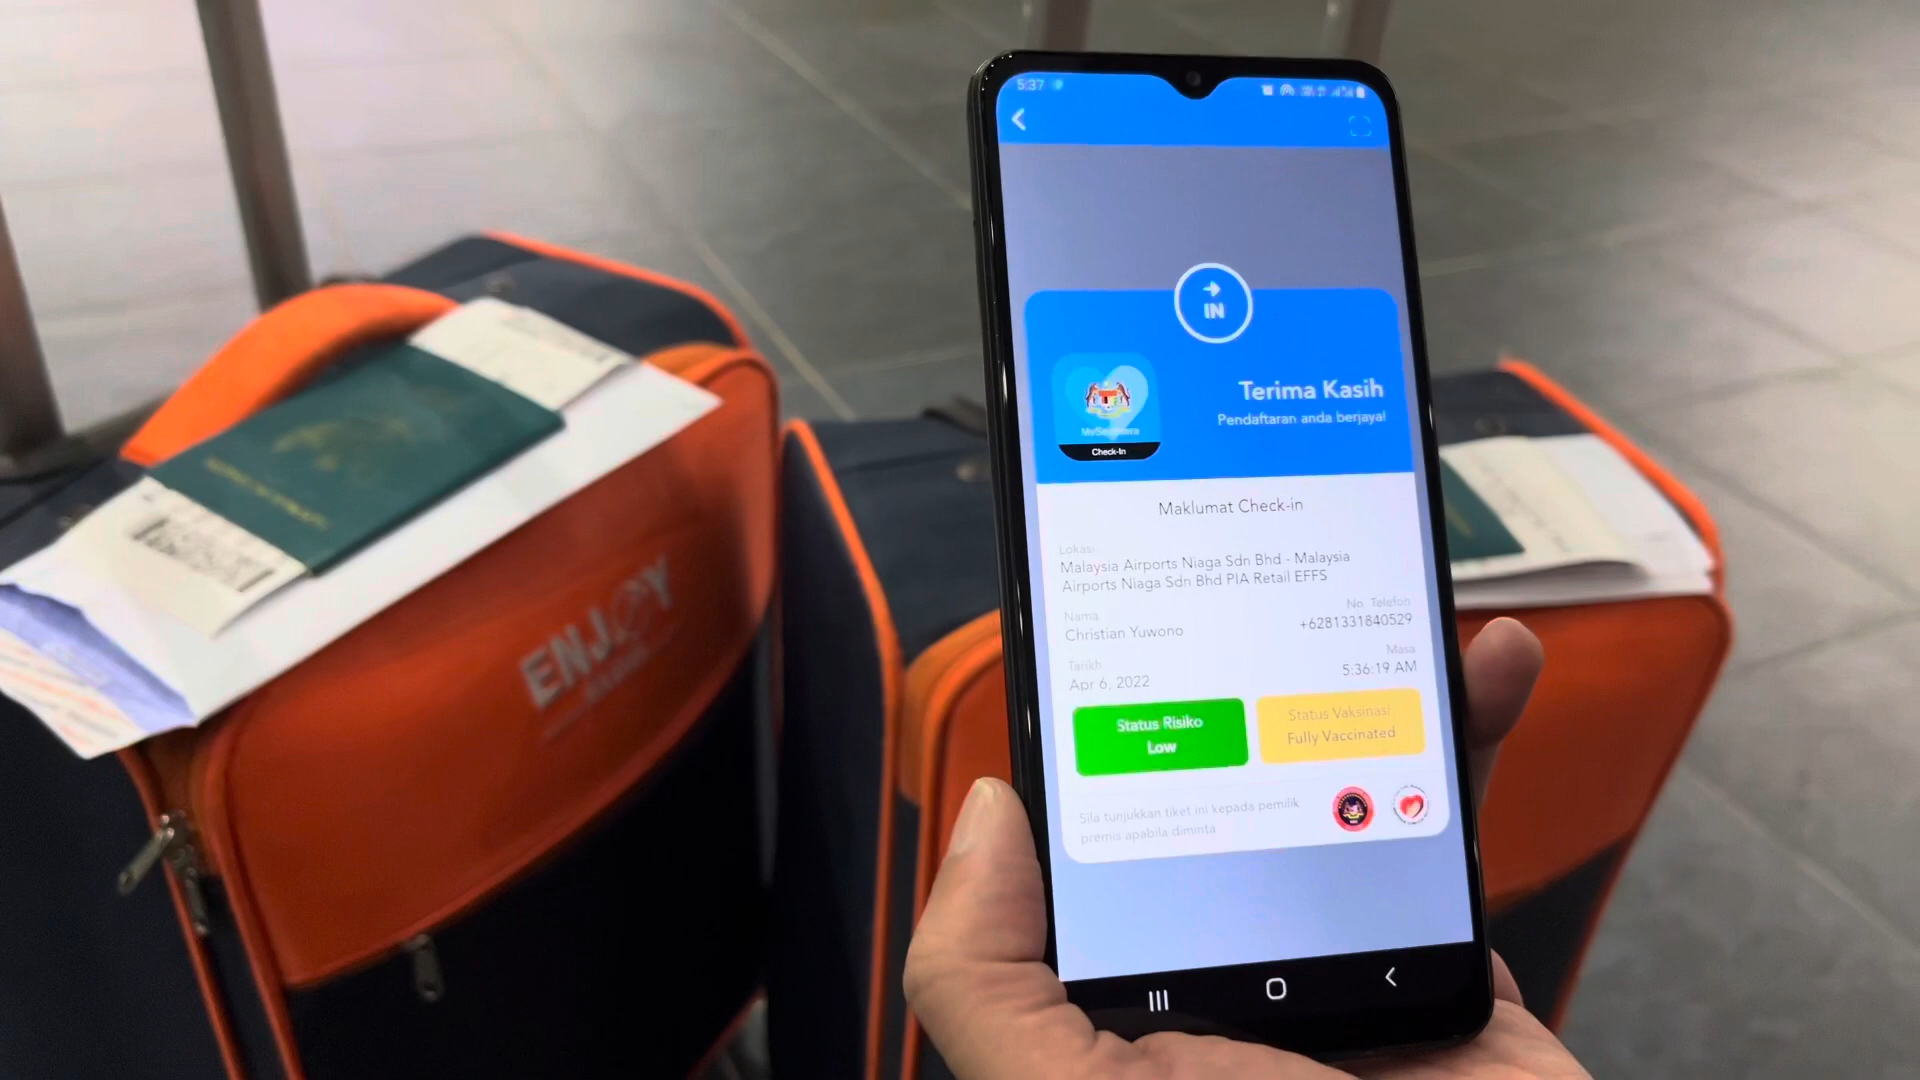 5:37
IN
MySejahtera
Check-In
Terima Kasih
Pendaftaran anda berjaya!
Maklumat Check-in
Lokasi
Malaysia Airports Niaga Sdn Bhd - Malaysia
Airports Niaga Sdn Bhd PIA Retail EFFS
Nama
Christian Yuwono
No. Telefon
+6281331840529
Tarikh
Apr 6, 2022
Masa
5:36:19 AM
Status Risiko
Low
Status Vaksinasi
Fully Vaccinated
Sila tunjukkan tiket ini kepada pemilik
premis apabila diminta
ENJOY